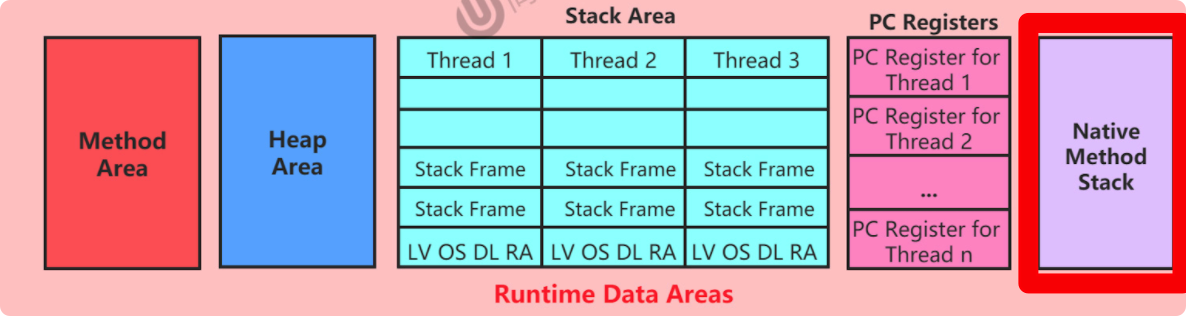 Stack Area
PC Registers
Method
Area
Heap
Area
Thread 1
Thread 2
Thread 3
Stack Frame
Stack Frame
Stack Frame
Stack Frame
Stack Frame
Stack Frame
LV OS DL RA
LV OS DL RA
LV OS DL RA
PC Register for
Thread 1
PC Register for
Thread 2
...
PC Register for
Thread n
Native
Method
Stack
Runtime Data Areas